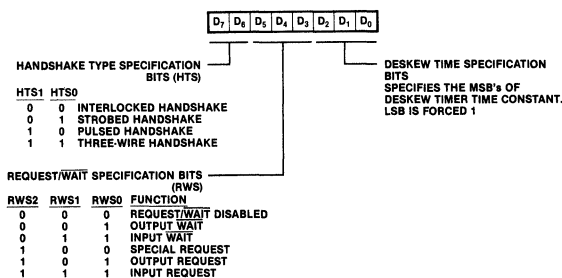 D7 D6 D5 D4 D3 D2 D1 D0
HANDSHAKE TYPE SPECIFICATION
BITS (HTS)
HTS1 HTS0
0 0 INTERLOCKED HANDSHAKE
0 1 STROBED HANDSHAKE
1 0 PULSED HANDSHAKE
1 1 THREE-WIRE HANDSHAKE
DESKEW TIME SPECIFICATION
BITS
SPECIFIES THE MSB's OF
DESKEW TIMER TIME CONSTANT.
LSB IS FORCED 1
REQUEST/WAIT SPECIFICATION BITS
(RWS)
RWS2 RWS1 RWS0 FUNCTION
0 0 0 REQUEST/WAIT DISABLED
0 0 1 OUTPUT WAIT
0 1 1 INPUT WAIT
1 0 0 SPECIAL REQUEST
1 0 1 OUTPUT REQUEST
1 1 1 INPUT REQUEST